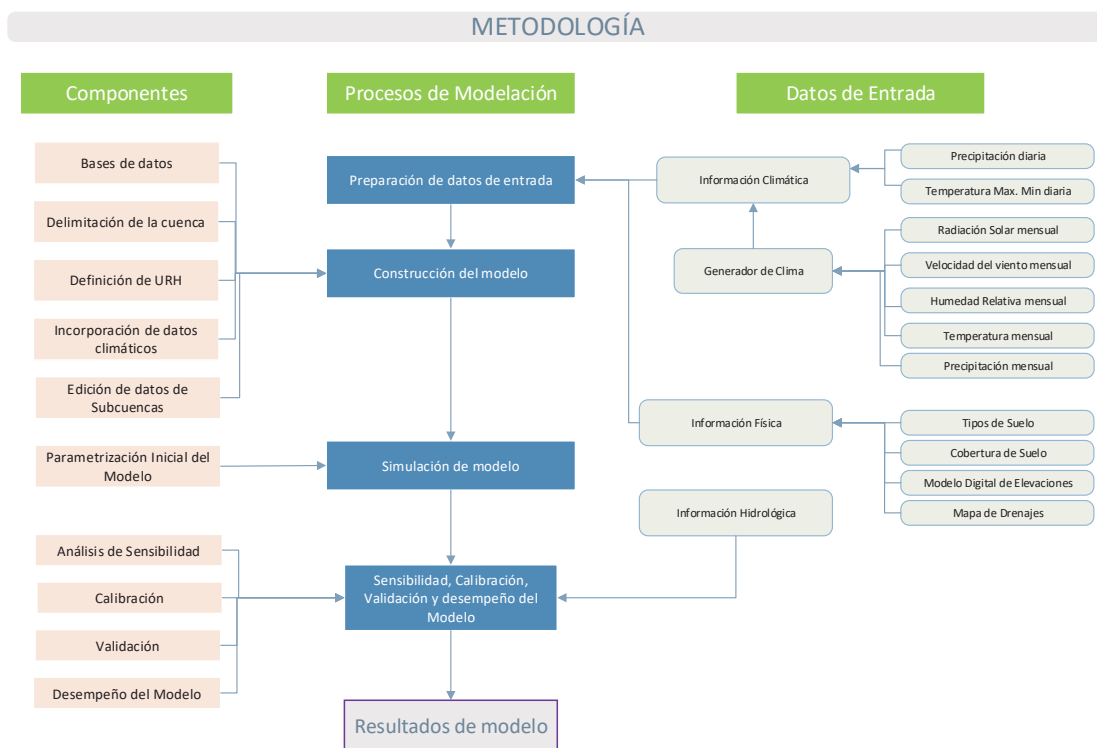 METODOLOGÍA
Componentes
Procesos de Modelación
Datos de Entrada
Bases de datos
Delimitación de la cuenca
Definición de URH
Incorporación de datos
climáticos
Edición de datos de
Subcuencas
Parametrización Inicial del
Modelo
Análisis de Sensibilidad
Calibración
Validación
Desempeño del Modelo
Preparación de datos de entrada
Construcción del modelo
Simulación de modelo
Sensibilidad, Calibración,
Validación y desempeño del
Modelo
Resultados de modelo
Información Climática
Generador de Clima
Información Física
Información Hidrológica
Precipitación diaria
Temperatura Max. Min diaria
Radiación Solar mensual
Velocidad del viento mensual
Humedad Relativa mensual
Temperatura mensual
Precipitación mensual
Tipos de Suelo
Cobertura de Suelo
Modelo Digital de Elevaciones
Mapa de Drenajes